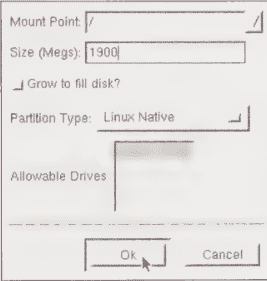 Mount Point: /
Size (Megs): 1900
Grow to fill disk?
Partition Type: Linux Native
Allowable Drives
Ok Cancel